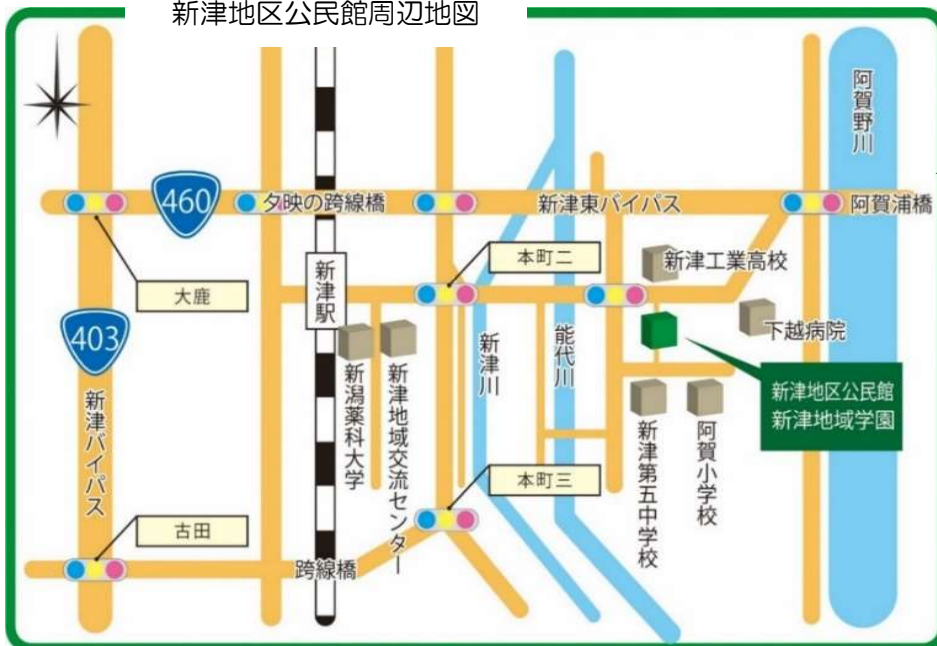 新津地区公民館周辺地図
阿賀野川
460
夕映の跨線橋
新津東バイパス
阿賀浦橋
大鹿
新津駅
本町二
新津工業高校
403
新津バイパス
新潟薬科大学
新津地域交流センター
新津川
能代川
下越病院
新津地区公民館
新津地域学園
新津第五中学校
阿賀小学校
本町三
古田
跨線橋